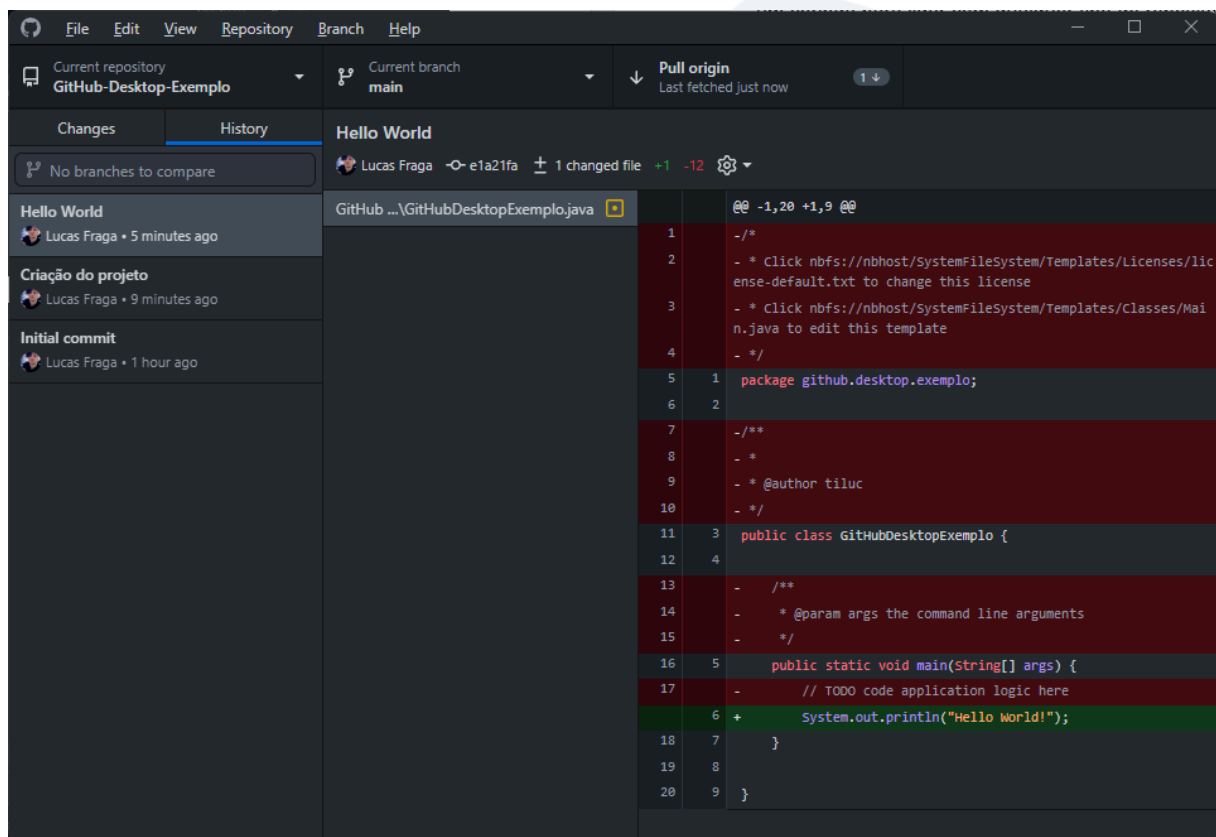 File Edit View Repository Branch Help
Current repository
GitHub-Desktop-Exemplo
Current branch
main
Pull origin
Last fetched just now
1
Changes History
No branches to compare
Hello World
Lucas Fraga • 5 minutes ago
Criação do projeto
Lucas Fraga • 9 minutes ago
Initial commit
Lucas Fraga • 1 hour ago
Hello World
Lucas Fraga e1a21fa 1 changed file +1 -12
GitHub ...\GitHubDesktopExemplo.java
@@ -1,20 +1,9 @@
1 -/*
2 - * Click nbfs://nbhost/SystemFileSystem/Templates/Licenses/lic
ense-default.txt to change this license
3 - * Click nbfs://nbhost/SystemFileSystem/Templates/Classes/Mai
n.java to edit this template
4 - */
5 1 package github.desktop.exemplo;
6 2
7 -/**
8 - *
9 - * @author tiluc
10 - */
11 3 public class GitHubDesktopExemplo {
12 4
13 - /**
14 - * @param args the command line arguments
15 - */
16 5 public static void main(String[] args) {
17 - // TODO code application logic here
6 + System.out.println("Hello World!");
18 7 }
19 8
20 9 }